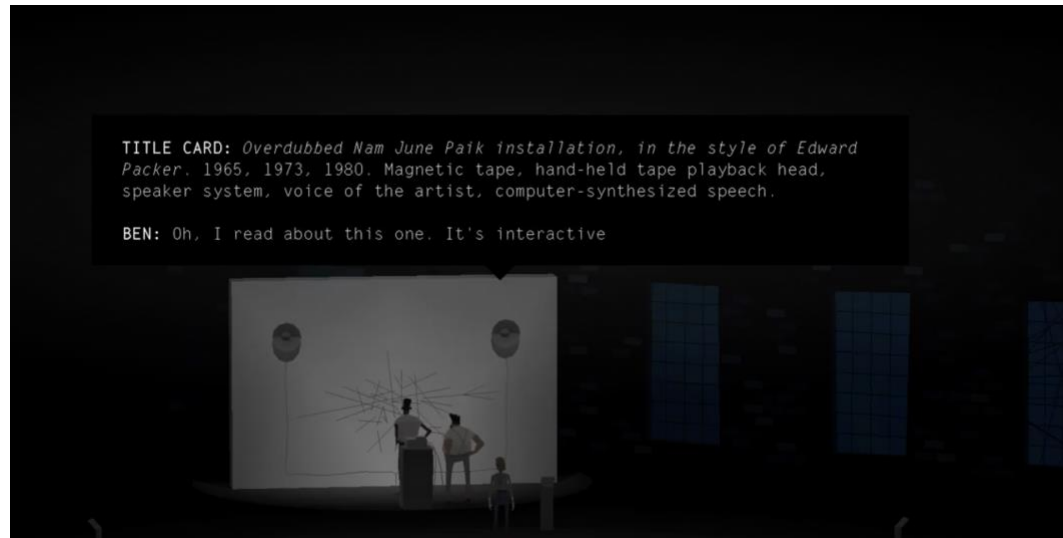 TITLE CARD: Overdubbed Nam June Paik installation, in the style of Edward
Packer. 1965, 1973, 1980. Magnetic tape, hand-held tape playback head,
speaker system, voice of the artist, computer-synthesized speech.
BEN: Oh, I read about this one. It's interactive